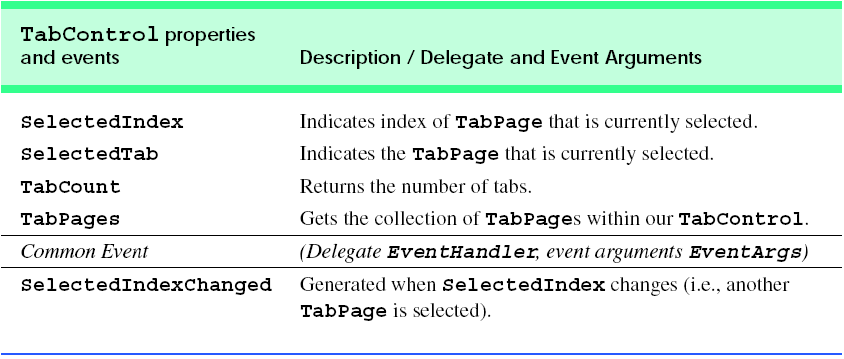 TabControl properties and events
Description / Delegate and Event Arguments
SelectedIndex Indicates index of TabPage that is currently selected.
SelectedTab Indicates the TabPage that is currently selected.
TabCount Returns the number of tabs.
TabPages Gets the collection of TabPages within our TabControl.
Common Event (Delegate EventHandler, event arguments EventArgs)
SelectedIndexChanged Generated when SelectedIndex changes (i.e., another
TabPage is selected).